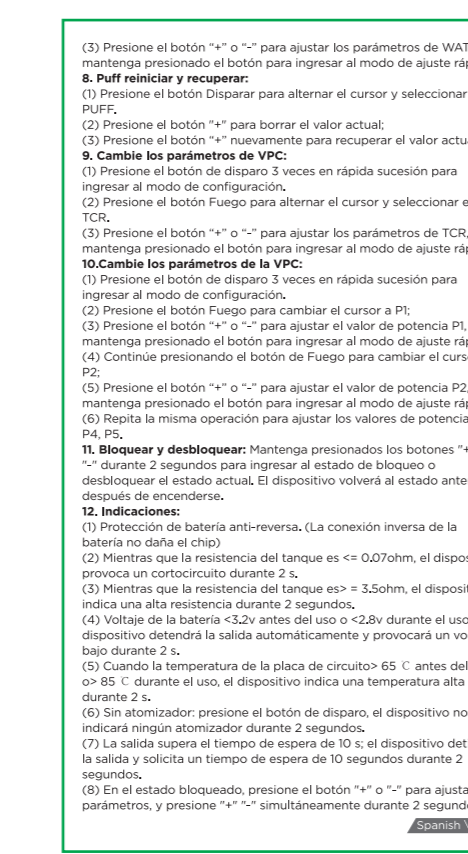 (3) Presione el botón “+” o “-” para ajustar los parámetros de
mantenga presionado el botón para ingresar al modo de ajuste
8. Puff reiniciar y recuperar:
(1) Presione el botón Disparar para alternar el cursor y seleccionar
PUFF.
(2) Presione el botón "+" para borrar el valor actual;
(3) Presione el botón “+” nuevamente para recuperar el valor
9. Cambie los parámetros de VPC:
(1) Presione el botón de disparo 3 veces en rápida sucesión para
ingresar al modo de configuración.
(2) Presione el botón Fuego para alternar el cursor y seleccionar
TCR.
(3) Presione el botón “+” o “-” para ajustar los parámetros de TCR,
mantenga presionado el botón para ingresar al modo de ajuste
10.Cambie los parámetros de la VPC:
(1) Presione el botón de disparo 3 veces en rápida sucesión para
ingresar al modo de configuración.
(2) Presione el botón Fuego para cambiar el cursor a P1;
(3) Presione el botón “+” o “-” para ajustar el valor de potencia P1,
mantenga presionado el botón para ingresar al modo de ajuste
(4) Continúe presionando el botón de Fuego para cambiar el
P2;
(5) Presione el botón “+” o “-” para ajustar el valor de potencia P2,
mantenga presionado el botón para ingresar al modo de ajuste
(6) Repita la misma operación para ajustar los valores de potencia
P4, P5.
11. Bloquear y desbloquear: Mantenga presionados los botones "+
"-" durante 2 segundos para ingresar al estado de bloqueo o
desbloquear el estado actual. El dispositivo volverá al estado
después de encenderse.
12. Indicaciones:
(1) Protección de batería anti-reversa. (La conexión inversa de la
batería no daña el chip)
(2) Mientras que la resistencia del tanque es <= 0.07ohm, el
provoca un cortocircuito durante 2 s.
(3) Mientras que la resistencia del tanque es> = 3.5ohm, el
indica una alta resistencia durante 2 segundos.
(4) Voltaje de la batería <3.2v antes del uso o <2.8v durante el uso
dispositivo detendrá la salida automáticamente y provocará un
bajo durante 2 s.
(5) Cuando la temperatura de la placa de circuito> 65 ℃ antes del
o> 85 ℃ durante el uso, el dispositivo indica una temperatura alta
durante 2 s.
(6) Sin atomizador: presione el botón de disparo, el dispositivo no
indicará ningún atomizador durante 2 segundos.
(7) La salida supera el tiempo de espera de 10 s; el dispositivo
la salida y solicita un tiempo de espera de 10 segundos durante 2
segundos.
(8) En el estado bloqueado, presione el botón "+" o "-" para
parámetros, y presione "+" "-" simultáneamente durante 2
Spanish